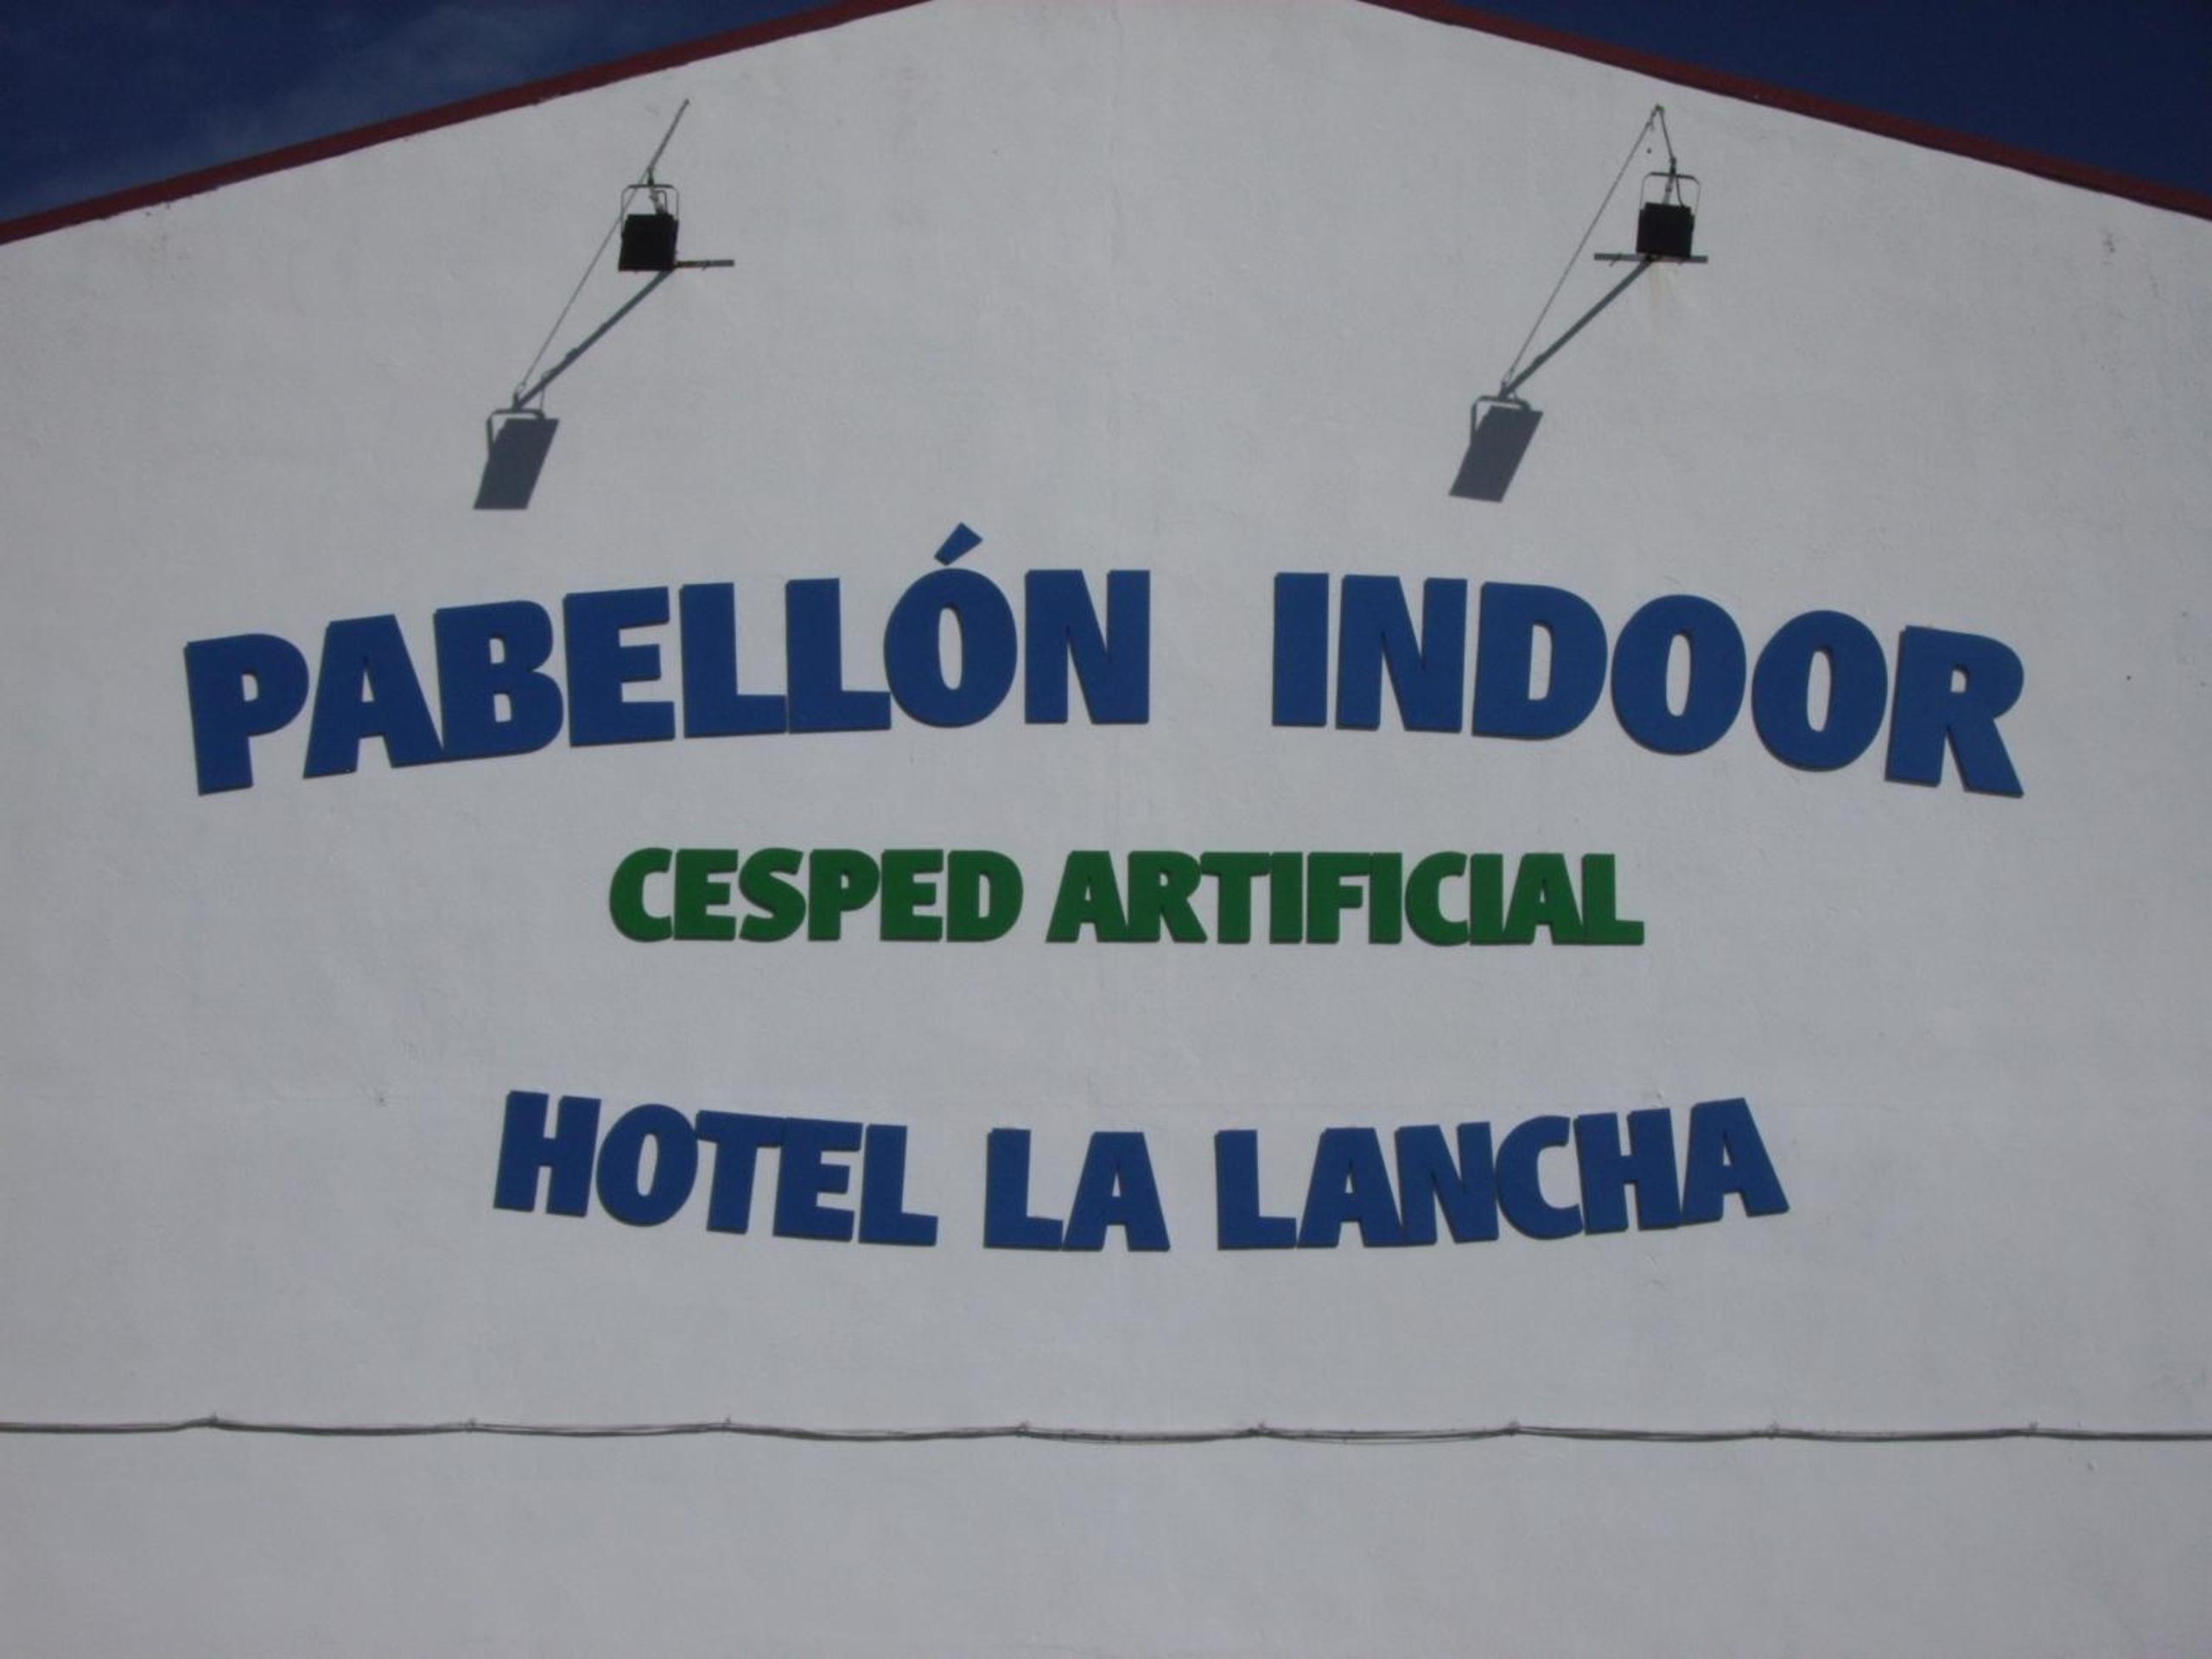 PABELLÓN INDOOR
CESPED ARTIFICIAL
HOTEL LA LANCHA